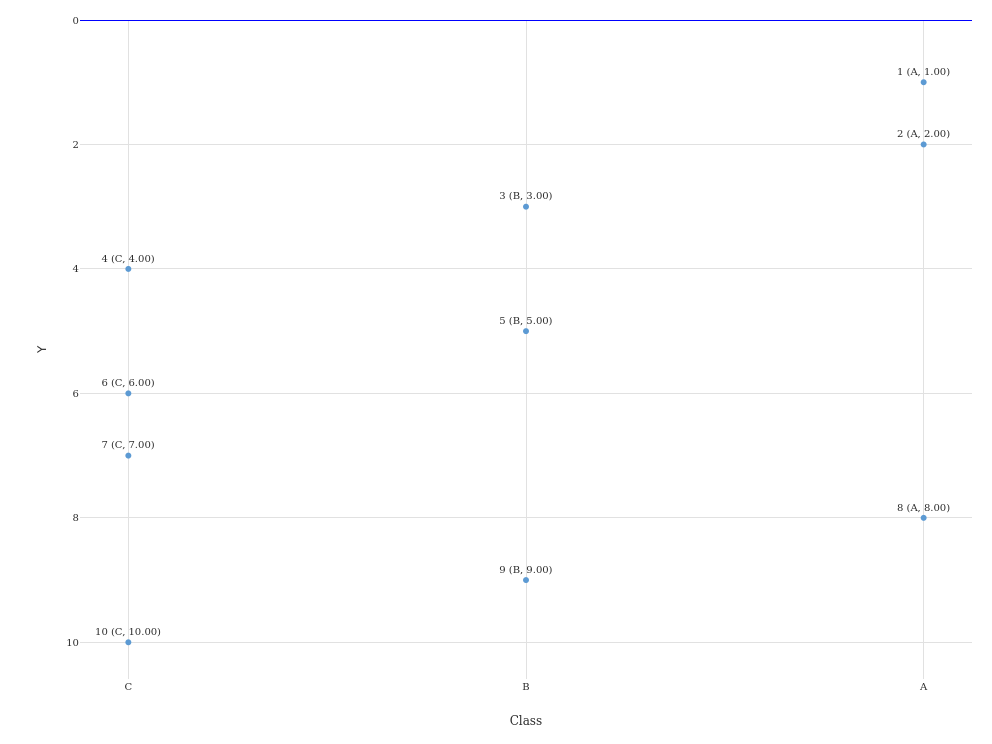 0
1 (A, 1.00)
2 (A, 2.00)
2
3 (B, 3.00)
4 (C, 4.00)
4
5 (B, 5.00)
Y
6 (C, 6.00)
6
7 (C, 7.00)
8 (A, 8.00)
8
9 (B, 9.00)
10 (C, 10.00)
10
C B A
Class